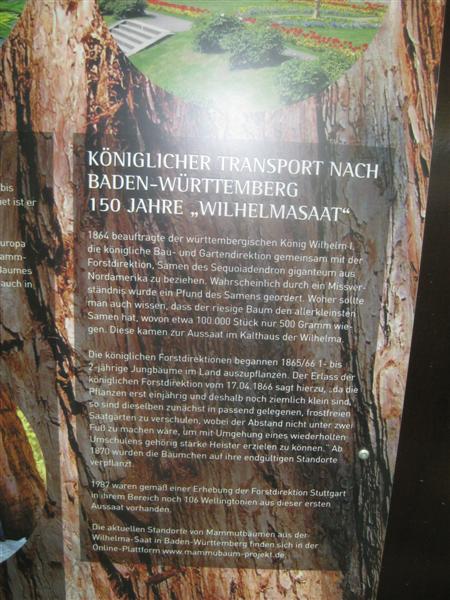 KÖNIGLICHER TRANSPORT NACH
BADEN-WÜRTTEMBERG
150 JAHRE „WILHELMASAAT“
1864 beauftragte der württembergischen König Wilhelm I.
die königliche Bau- und Gartendirektion gemeinsam mit der
Forstdirektion, Samen des Sequoiadendron giganteum aus
Nordamerika zu beziehen. Wahrscheinlich durch ein Missver-
ständnis wurde ein Pfund des Samens geordert. Woher sollte
man auch wissen, dass der riesige Baum den allerkleinsten
Samen hat, wovon etwa 100.000 Stück nur 500 Gramm wie-
gen. Diese kamen zur Aussaat im Kalthaus der Wilhelma.
Die königlichen Forstdirektionen begannen 1865/66 1- bis
2-jährige Jungbäume im Land auszupflanzen. Der Erlass der
königlichen Forstdirektion vom 17.04.1866 sagt hierzu, „da die
Pflanzen erst einjährig und deshalb noch ziemlich klein sind,
so sind dieselben zunächst in passend gelegenen, frostfreien
Saatgärten zu verschulen, wobei der Abstand nicht unter zwei
Fuß zu machen wäre, um mit Umgehung eines wiederholten
Umschulens gehörig starke Heister erzielen zu können.“ Ab
1870 wurden die Bäumchen auf ihre endgültigen Standorte
verpflanzt.
1987 waren gemäß einer Erhebung der Forstdirektion Stuttgart
in ihrem Bereich noch 106 Wellingtonien aus dieser ersten
Aussaat vorhanden.
Die aktuellen Standorte von Mammutbäumen aus der
Wilhelma-Saat in Baden-Württemberg finden sich in der
Online-Plattform www.mammubaum-projekt.de.
bis
et ist er
uropa
amm-
Baumes
auch in